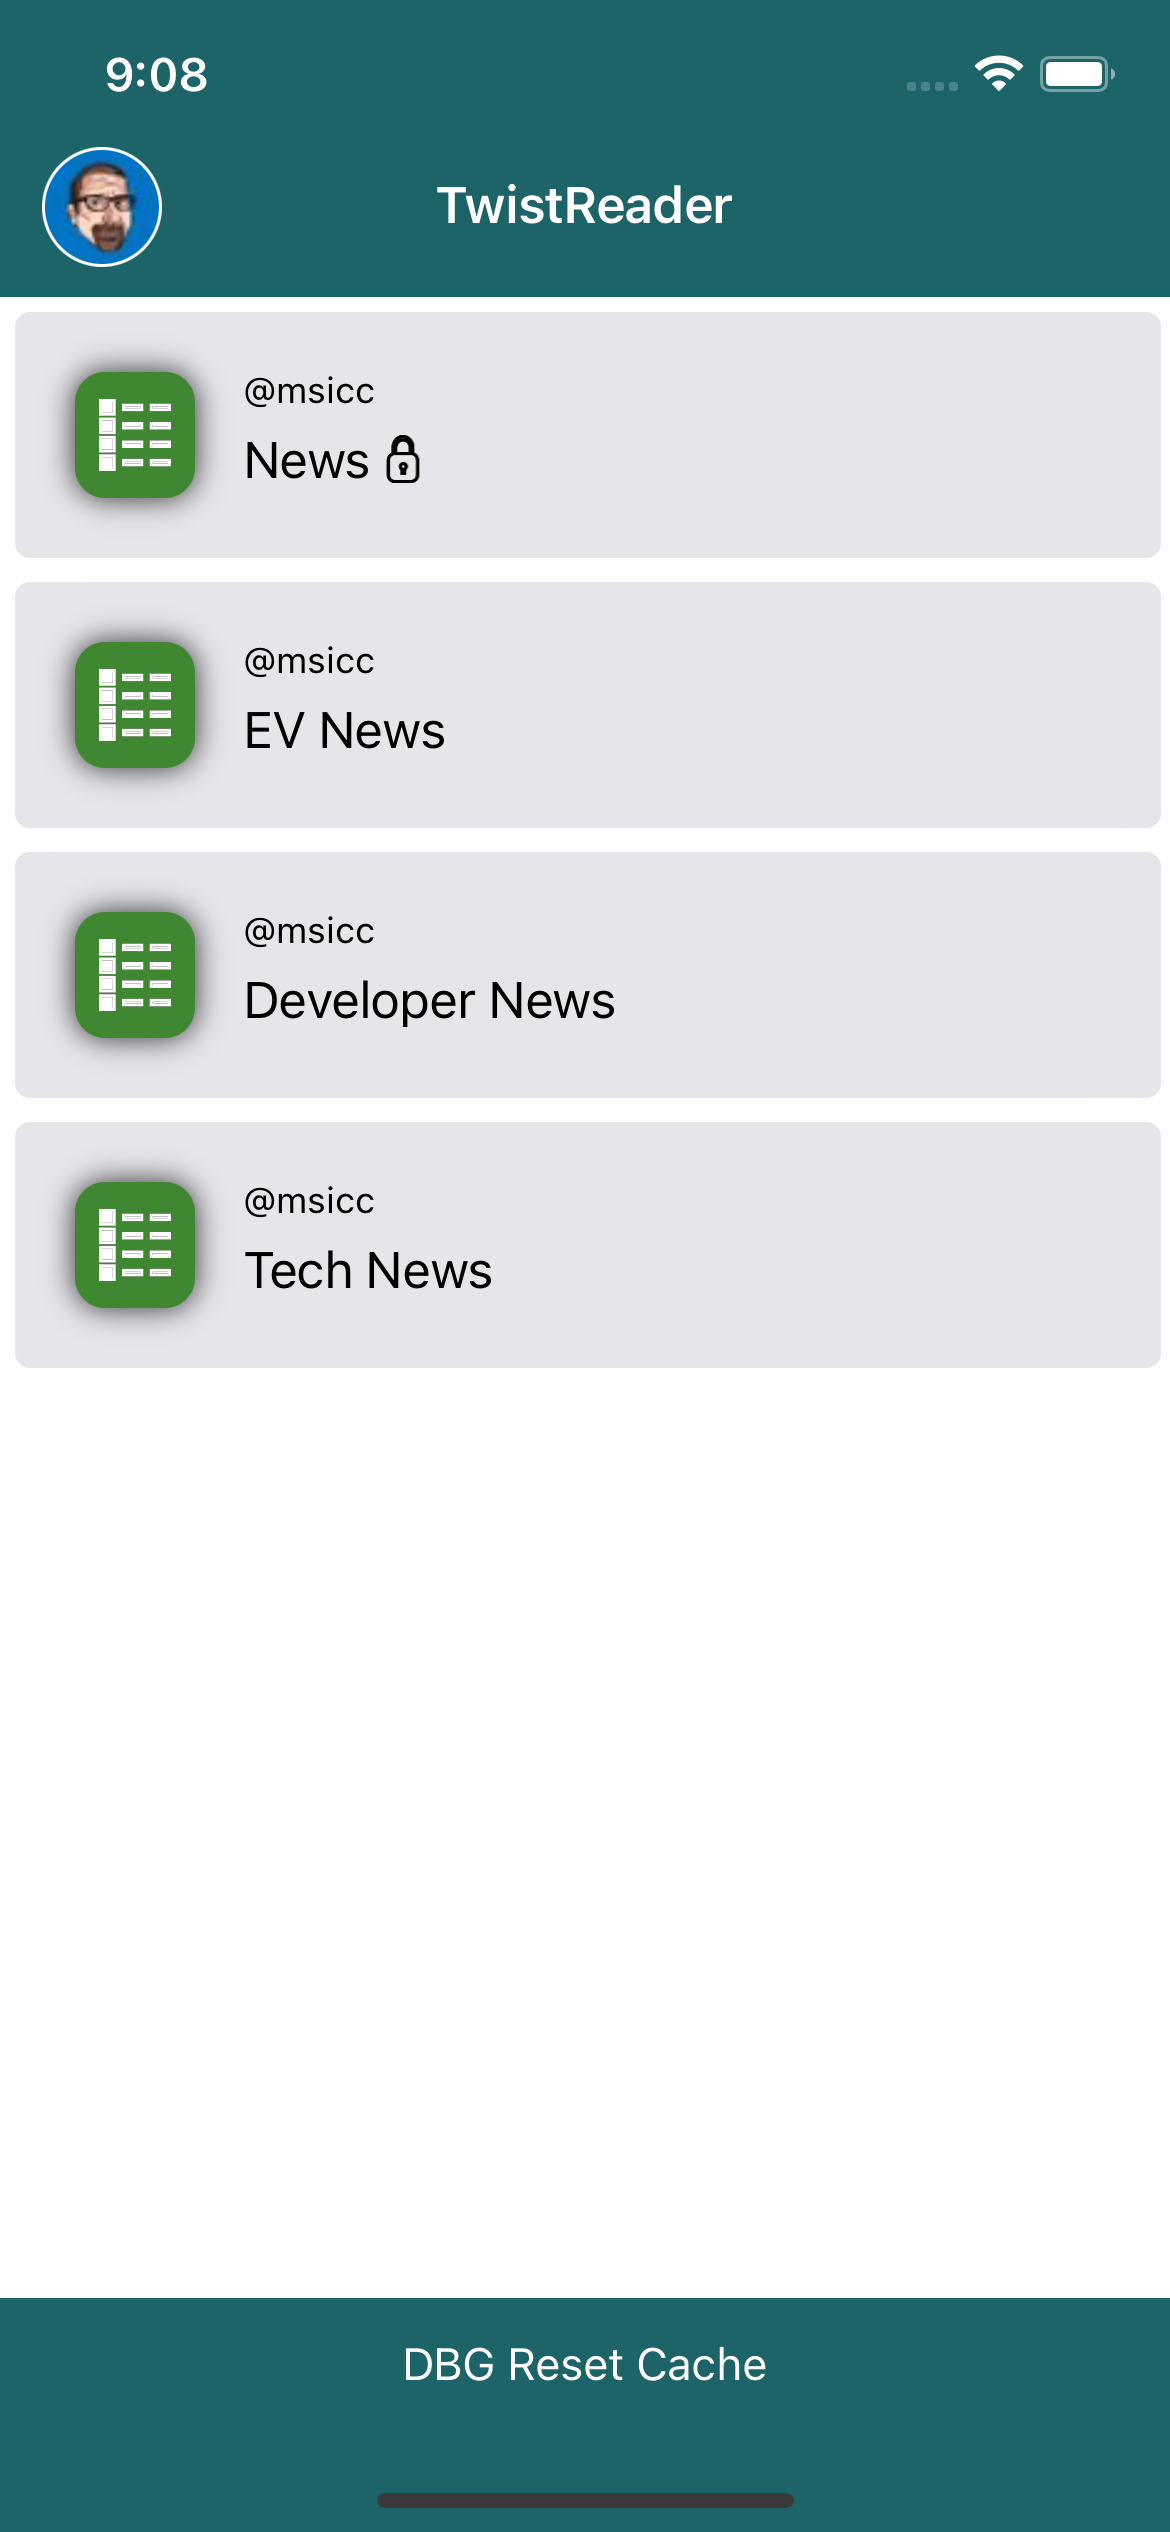 9:08
TwistReader
@msicc
News
@msicc
EV News
@msicc
Developer News
@msicc
Tech News
DBG Reset Cache